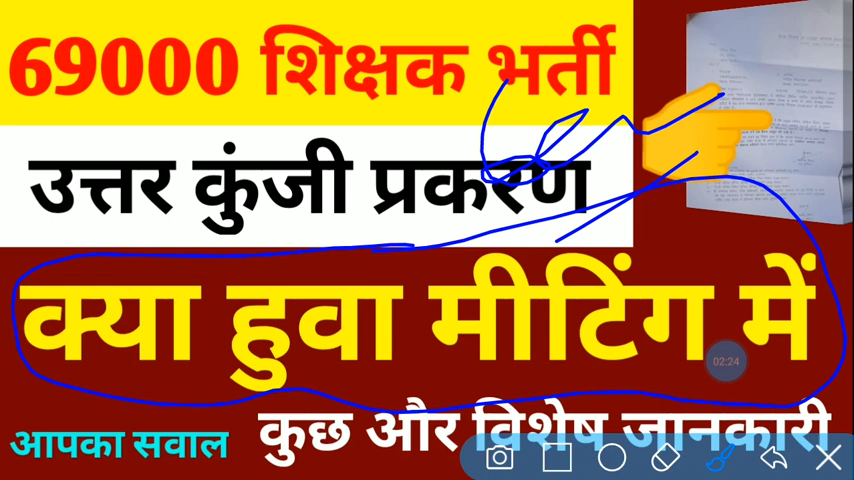 69000 शिक्षक भर्ती
उत्तर कुंजी प्रकरण
क्या हुवा मीटिंग में
02:24
आपका सवाल कुछ और विशेष जानकारी